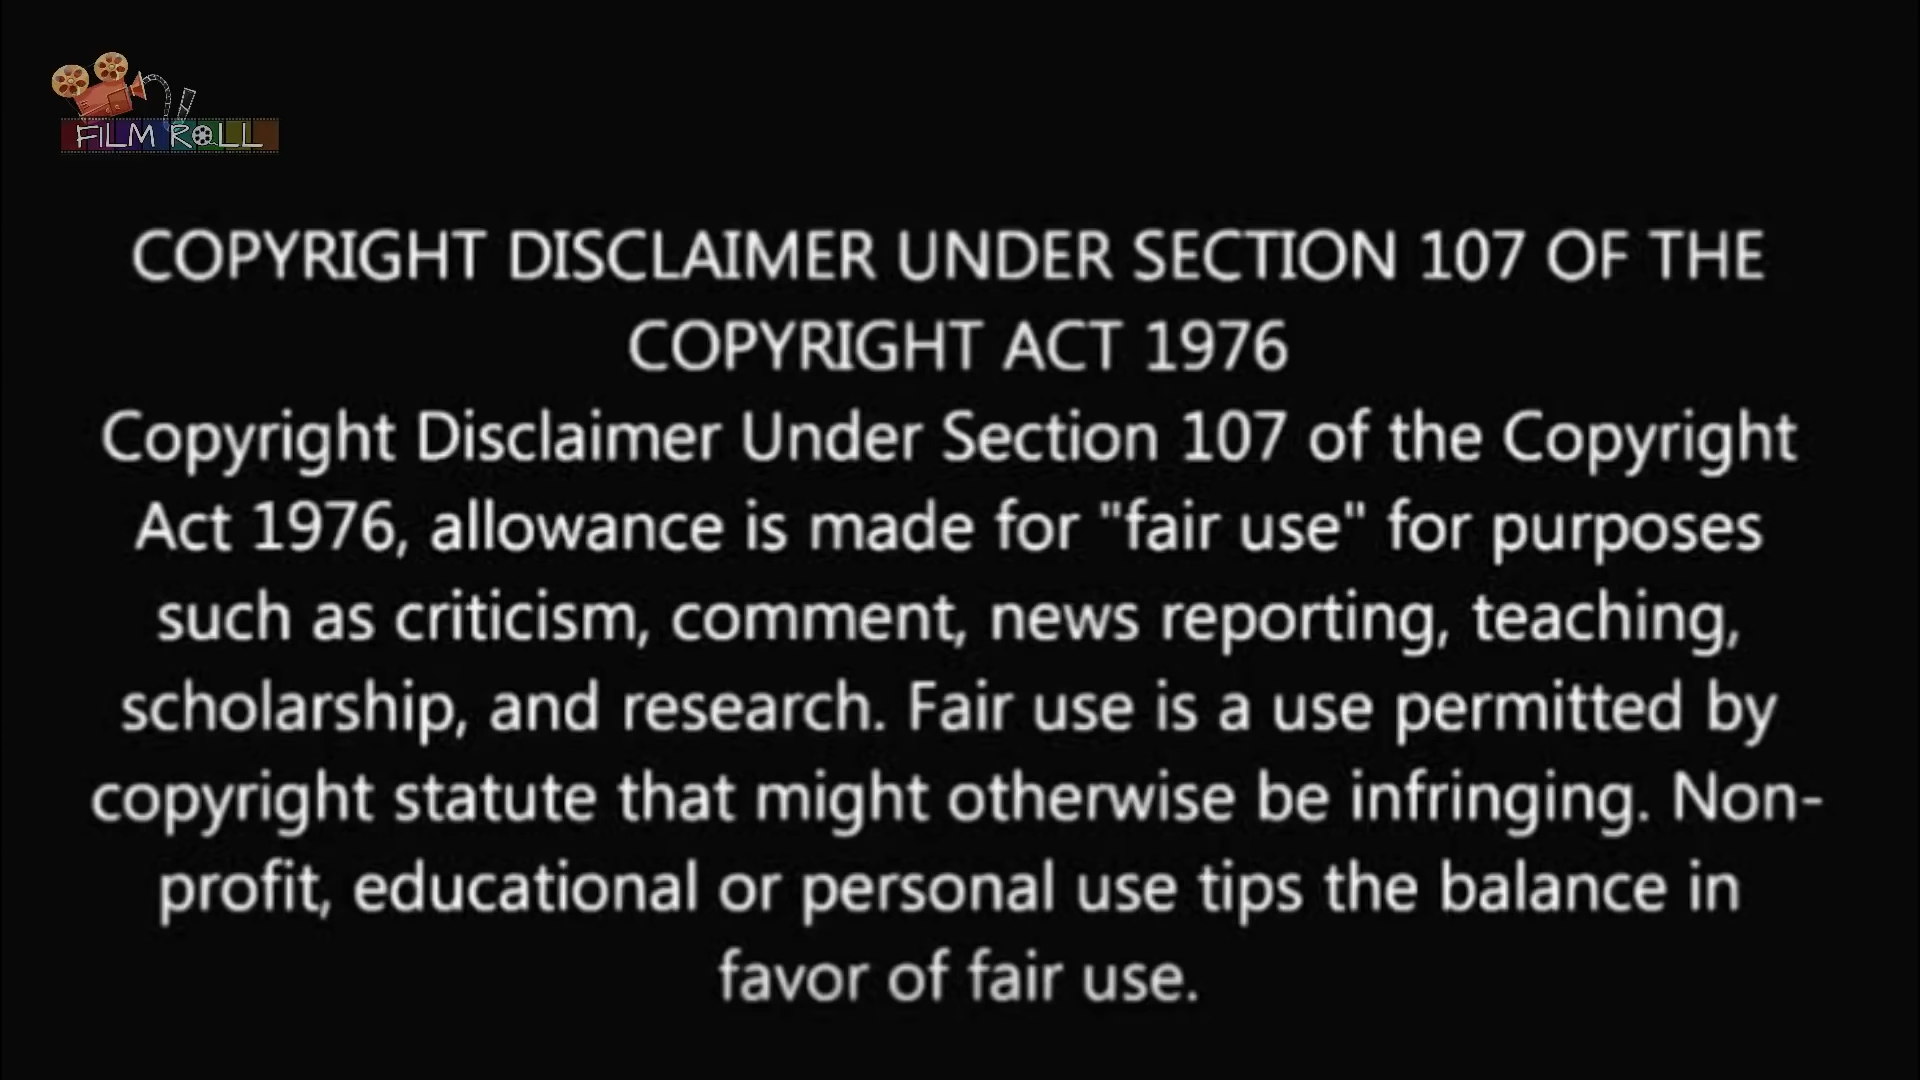 FILM ROLL
COPYRIGHT DISCLAIMER UNDER SECTION 107 OF THE
COPYRIGHT ACT 1976
Copyright Disclaimer Under Section 107 of the Copyright
Act 1976, allowance is made for "fair use" for purposes
such as criticism, comment, news reporting, teaching,
scholarship, and research. Fair use is a use permitted by
copyright statute that might otherwise be infringing. Non-
profit, educational or personal use tips the balance in
favor of fair use.